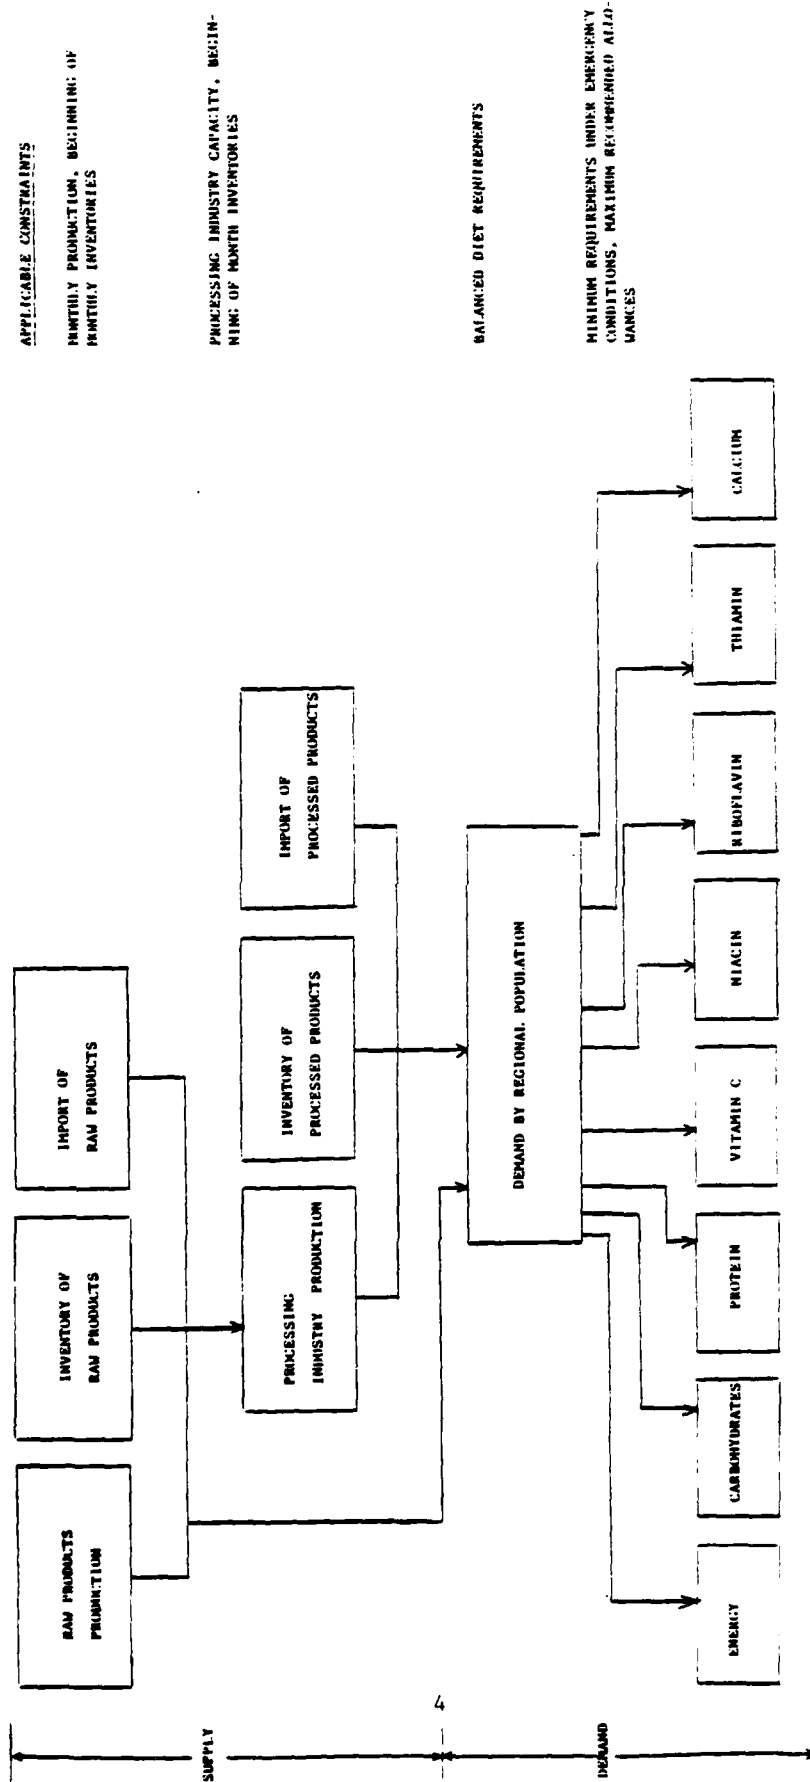 APPLICABLE CONSTRAINTS
MONTHLY PRODUCTION, BEGINNING OF
MONTHLY INVENTORIES
PROCESSING INDUSTRY CAPACITY, BEGIN-
NING OF MONTH INVENTORIES
BALANCED DIET REQUIREMENTS
MINIMUM REQUIREMENTS UNDER EMERGENCY
CONDITIONS, MAXIMUM RECOMMENDED ALLO-
WANCES
SUPPLY
RAW PRODUCTS
PRODUCTION
INVENTORY OF
RAW PRODUCTS
IMPORT OF
RAW PRODUCTS
PROCESSING
INDUSTRY PRODUCTION
INVENTORY OF
PROCESSED PRODUCTS
IMPORT OF
PROCESSED PRODUCTS
4
DEMAND
DEMAND BY REGIONAL POPULATION
ENERGY
CARBOHYDRATES
PROTEIN
VITAMIN C
NIACIN
RIBOFLAVIN
THIAMIN
CALCIUM